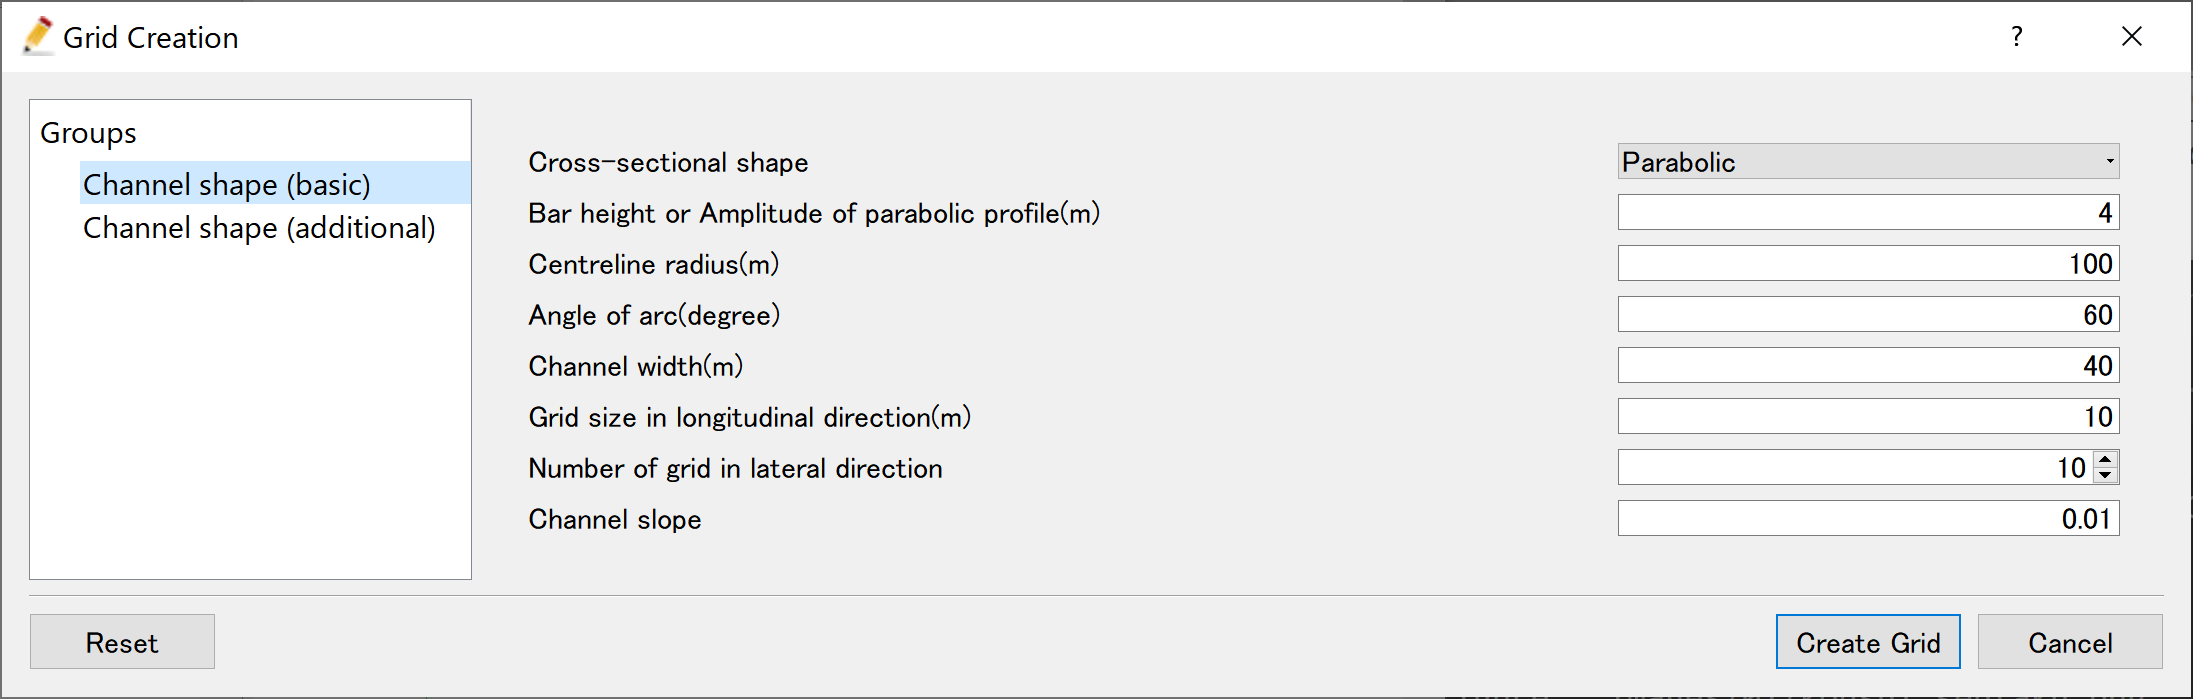 Grid Creation
?
Groups
Channel shape (basic)
Channel shape (additional)
Cross-sectional shape Parabolic
Bar height or Amplitude of parabolic profile(m) 4
Centreline radius(m) 100
Angle of arc(degree) 60
Channel width(m) 40
Grid size in longitudinal direction(m) 10
Number of grid in lateral direction 10
Channel slope 0.01
Reset Create Grid Cancel